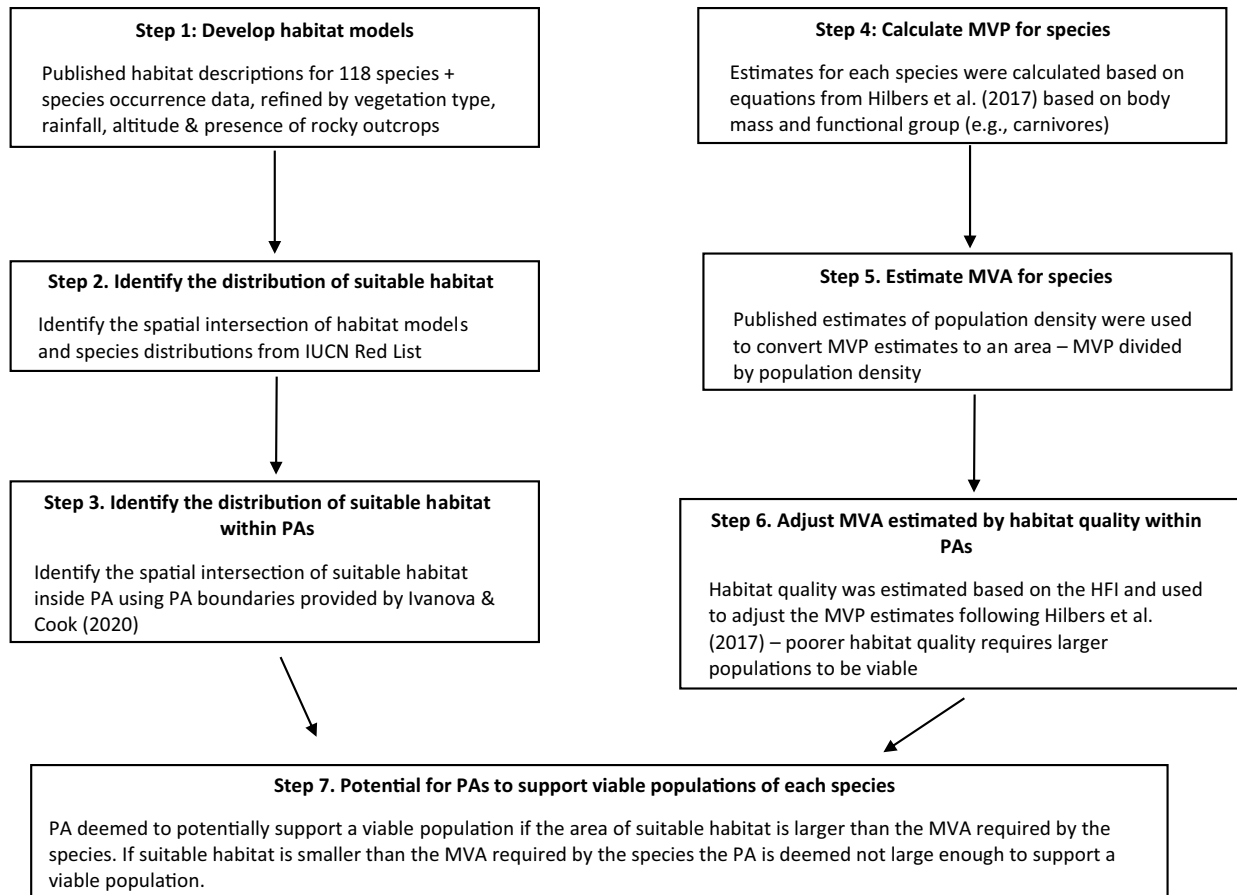 Step 1: Develop habitat models
Published habitat descriptions for 118 species +
species occurrence data, refined by vegetation type,
rainfall, altitude & presence of rocky outcrops
Step 2. Identify the distribution of suitable habitat
Identify the spatial intersection of habitat models
and species distributions from IUCN Red List
Step 3. Identify the distribution of suitable habitat
within PAs
Identify the spatial intersection of suitable habitat
inside PA using PA boundaries provided by Ivanova &
Cook (2020)
Step 4: Calculate MVP for species
Estimates for each species were calculated based on
equations from Hilbers et al. (2017) based on body
mass and functional group (e.g., carnivores)
Step 5. Estimate MVA for species
Published estimates of population density were used
to convert MVP estimates to an area – MVP divided
by population density
Step 6. Adjust MVA estimated by habitat quality within
PAs
Habitat quality was estimated based on the HFI and used
to adjust the MVP estimates following Hilbers et al.
(2017) – poorer habitat quality requires larger
populations to be viable
Step 7. Potential for PAs to support viable populations of each species
PA deemed to potentially support a viable population if the area of suitable habitat is larger than the MVA required by the
species. If suitable habitat is smaller than the MVA required by the species the PA is deemed not large enough to support a
viable population.